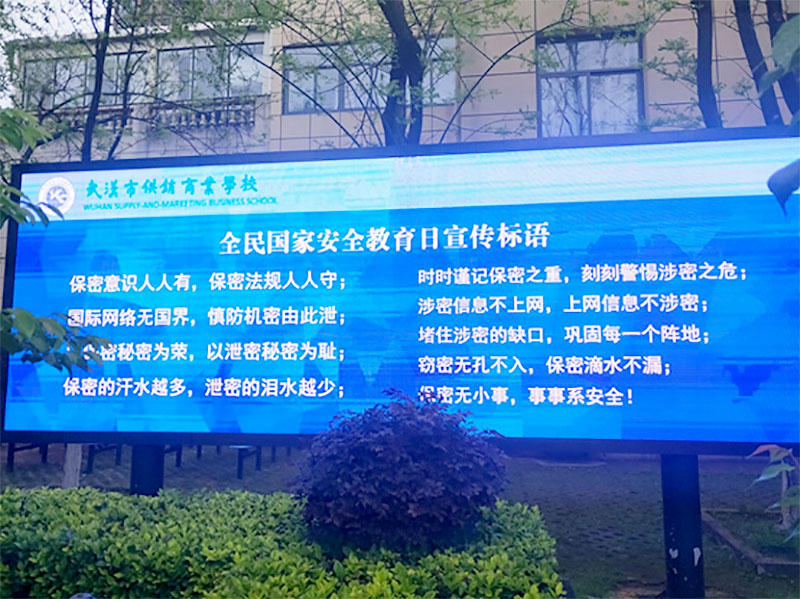 武汉市供销商業學校
WUHAN SUPPLY-AND-MARKETING BUSINESS SCHOOL
全民国家安全教育日宣传标语
保密意识人人有，保密法规人人守；
国际网络无国界，慎防机密由此泄；
密秘密为荣，以泄密秘密为耻；
保密的汗水越多，泄密的泪水越少；
时时谨记保密之重，刻刻警惕涉密之危；
涉密信息不上网，上网信息不涉密；
堵住涉密的缺口，巩固每一个阵地；
窃密无孔不入，保密滴水不漏；
保密无小事，事事系安全！